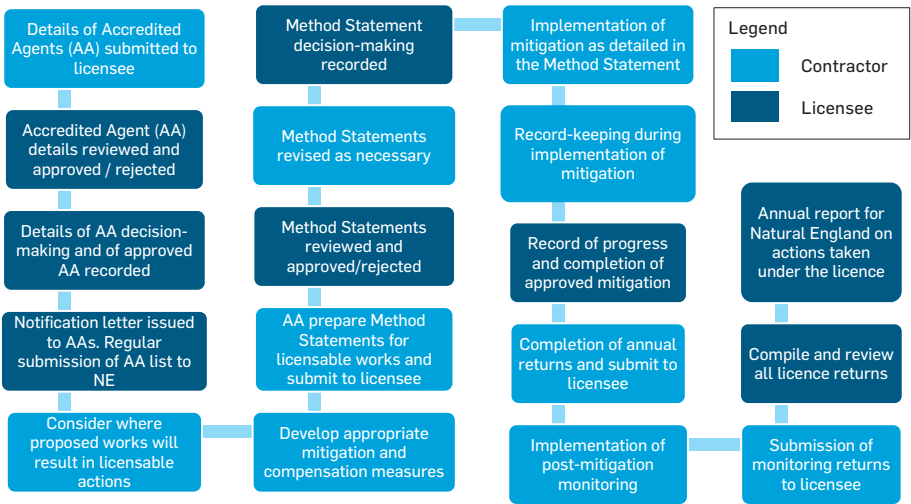 Details of Accredited
Agents (AA) submitted to
licensee
Accredited Agent (AA)
details reviewed and
approved / rejected
Details of AA decision-
making and of approved
AA recorded
Notification letter issued
to AAs. Regular
submission of AA list to
NE
Consider where
proposed works will
result in licensable
actions
Develop appropriate
mitigation and
compensation measures
AA prepare Method
Statements for
licensable works and
submit to licensee
Method Statements
reviewed and
approved/rejected
Method Statements
revised as necessary
Method Statement
decision-making
recorded
Implementation of
mitigation as detailed in
the Method Statement
Record-keeping during
implementation of
mitigation
Record of progress
and completion of
approved mitigation
Completion of annual
returns and submit to
licensee
Implementation of
post-mitigation
monitoring
Submission of
monitoring returns
to licensee
Compile and review
all licence returns
Annual report for
Natural England on
actions taken
under the licence
Legend
Contractor
Licensee